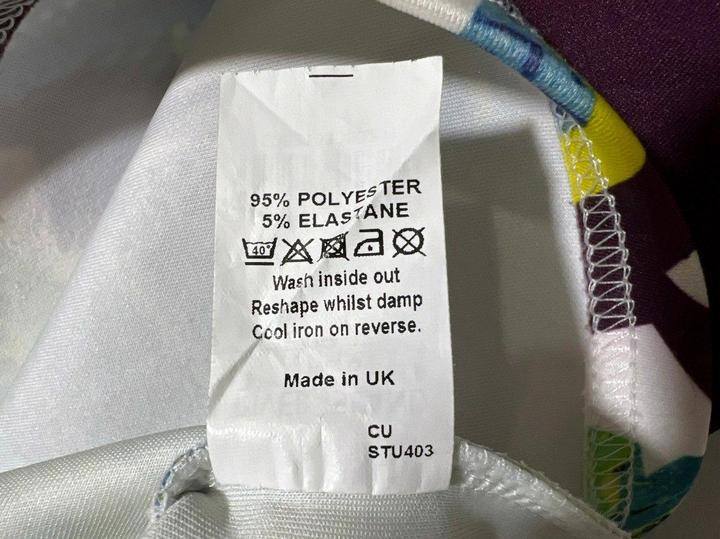 95% POLYESTER
5% ELASTANE
40°
Wash inside out
Reshape whilst damp
Cool iron on reverse.
Made in UK
CU
STU403